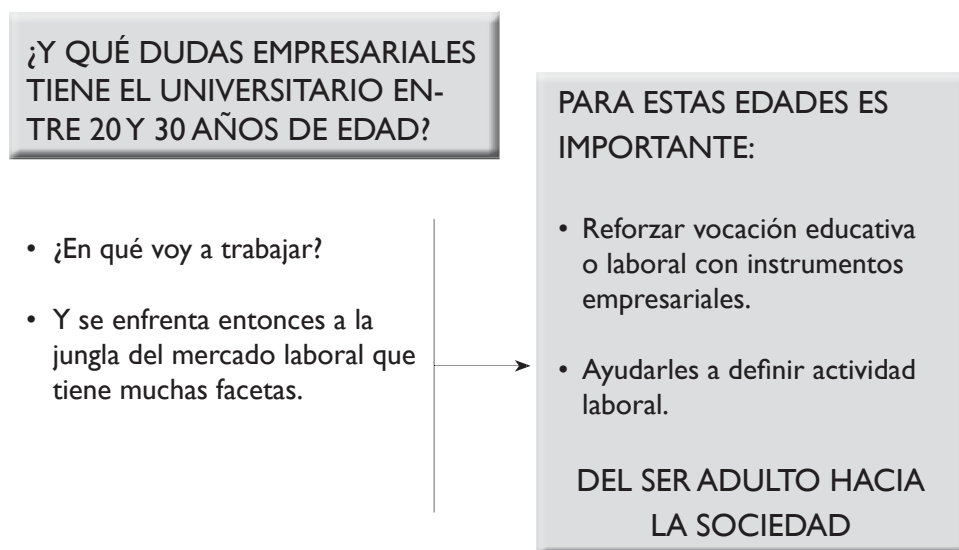 ¿Y QUÉ DUDAS EMPRESARIALES
TIENE EL UNIVERSITARIO EN-
TRE 20 Y 30 AÑOS DE EDAD?
• ¿En qué voy a trabajar?
• Y se enfrenta entonces a la
jungla del mercado laboral que
tiene muchas facetas.
PARA ESTAS EDADES ES
IMPORTANTE:
• Reforzar vocación educativa
o laboral con instrumentos
empresariales.
• Ayudarles a definir actividad
laboral.
DEL SER ADULTO HACIA
LA SOCIEDAD